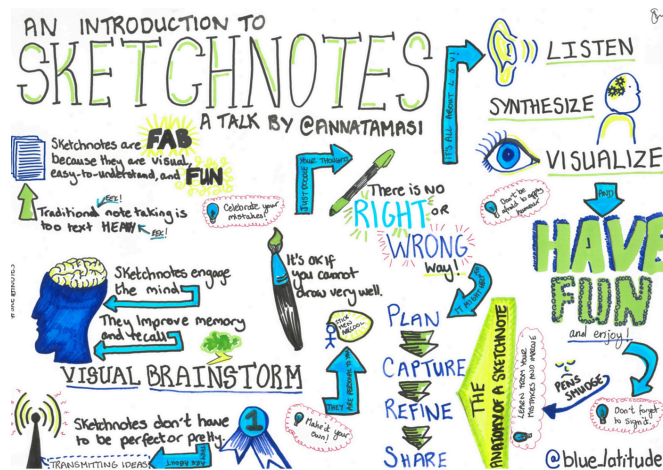 AN INTRODUCTION TO
SKETCHNOTES
A TALK BY @ANNATAMASI
Sketchnotes are FAB
because they are visual,
easy-to-understand, and FUN
Traditional note taking is
too text HEAVY
Celebrate your
mistakes!
JUST DOODLE YOUR THOUGHTS
There is NO
RIGHT OR
WRONG
way!
IT'S ALL ABOUT L S V!
LISTEN
SYNTHESIZE
VISUALIZE
Don't be
afraid to apply
humour
AND
HAVE
FUN
and enjoy!
Sketchnotes engage
the mind
They improve memory
and recall
VISUAL BRAINSTORM
It's OK if
you cannot
draw very well.
STICK
MEN
ARE COOL
Make it your
own!
Sketchnotes don't have
to be perfect or pretty.
1
THEY ARE ABOUT
TRANSMITTING IDEAS
IT MIGHT HELP
PLAN
CAPTURE
REFINE
SHARE
THE
ANATOMY OF A SKETCHNOTE
LEARN FROM YOUR
MISTAKES AND IMPROVE
PENS
SMUDGE
Don't forget
to sign it.
@blue_latitude